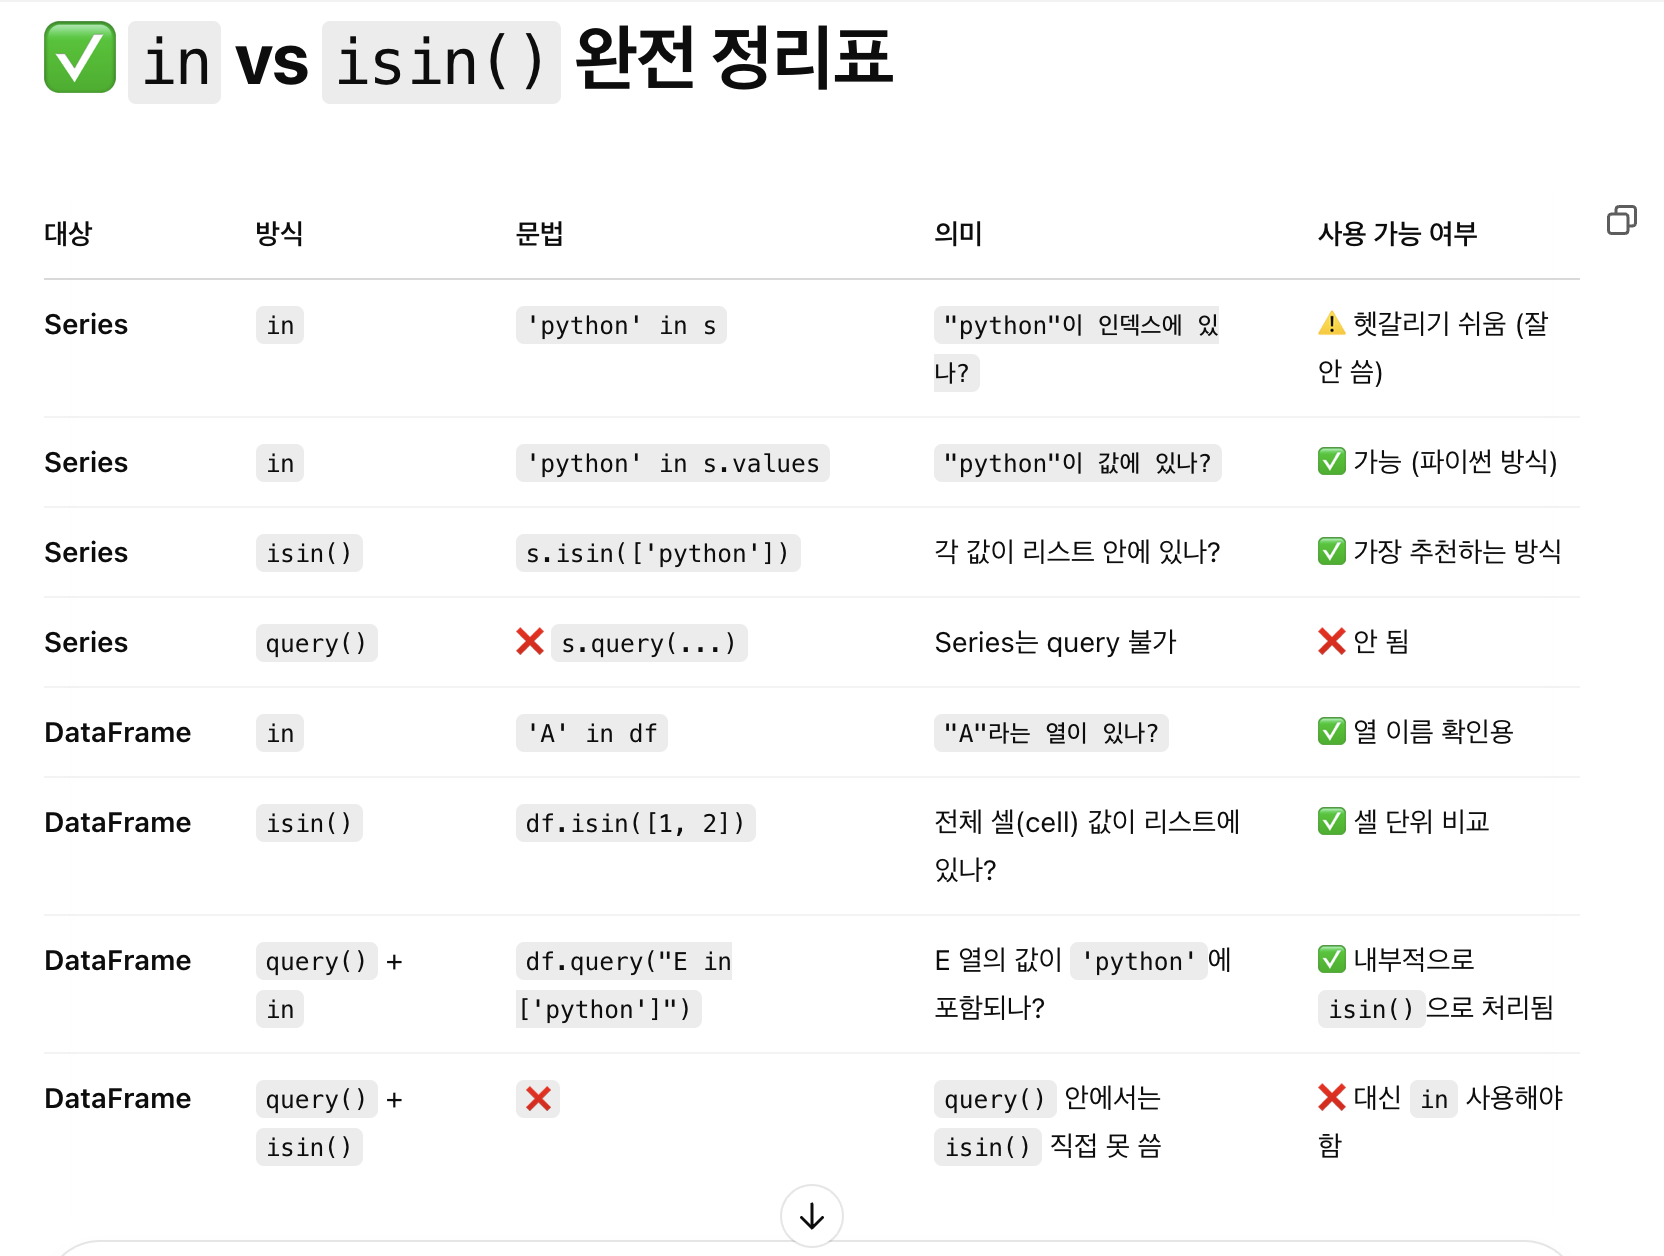 ✅ in vs isin() 완전 정리표
대상 방식 문법 의미 사용 가능 여부
Series in 'python' in s "python"이 인덱스에 있 ⚠️ 헷갈리기 쉬움 (잘
나? 안 씀)
Series in 'python' in s.values "python"이 값에 있나? ✅ 가능 (파이썬 방식)
Series isin() s.isin(['python']) 각 값이 리스트 안에 있나? ✅ 가장 추천하는 방식
Series query() ❌ s.query(...) Series는 query 불가 ❌ 안 됨
DataFrame in 'A' in df "A"라는 열이 있나? ✅ 열 이름 확인용
DataFrame isin() df.isin([1, 2]) 전체 셀(cell) 값이 리스트에 ✅ 셀 단위 비교
있나?
DataFrame query() + df.query("E in E 열의 값이 'python'에 ✅ 내부적으로
in ['python']") 포함되나? isin()으로 처리됨
DataFrame query() + ❌ query() 안에서는 ❌ 대신 in 사용해야
isin() isin() 직접 못 씀 함